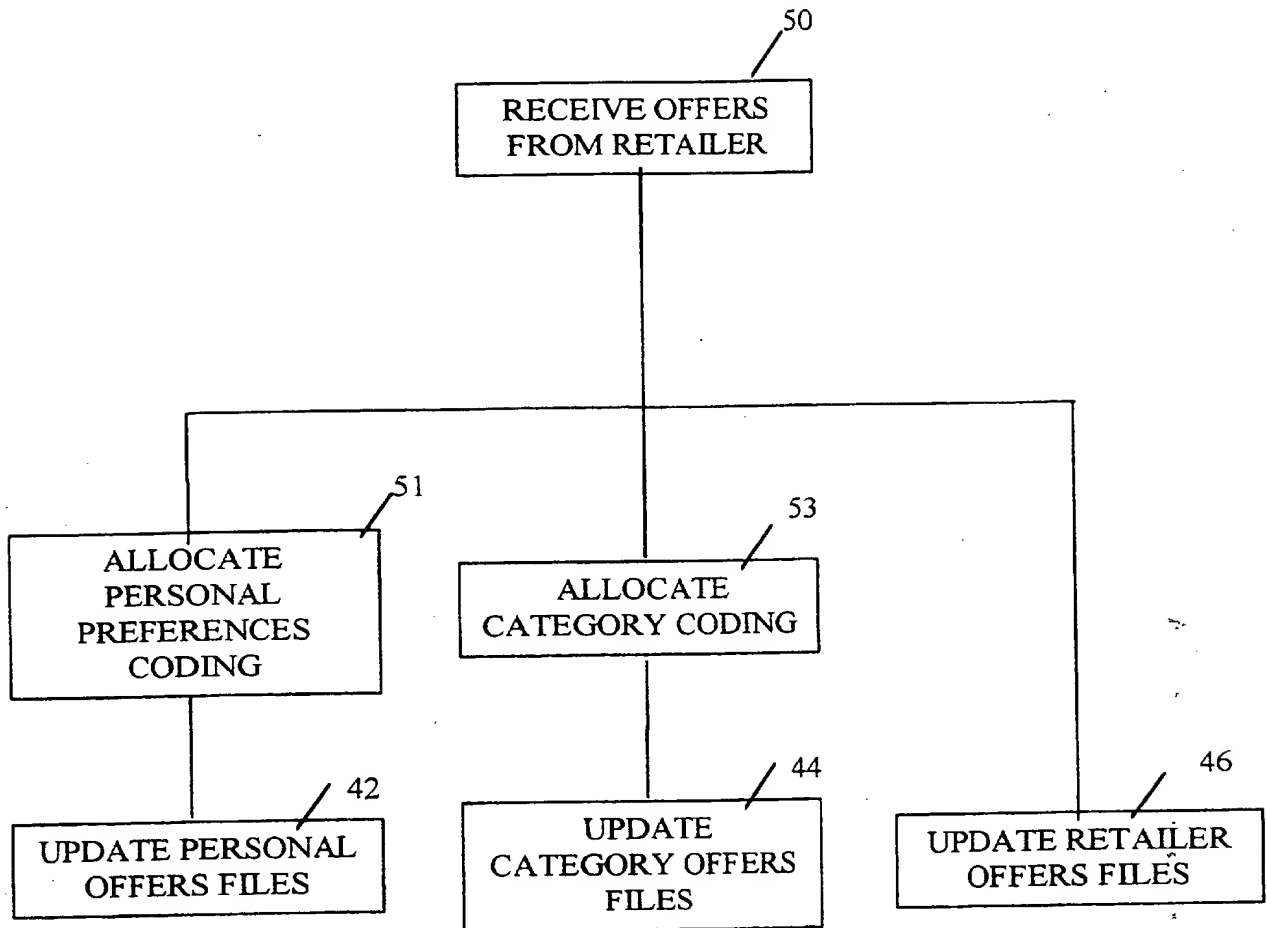 50
RECEIVE OFFERS
FROM RETAILER
51
ALLOCATE
PERSONAL
PREFERENCES
CODING
53
ALLOCATE
CATEGORY CODING
42
UPDATE PERSONAL
OFFERS FILES
44
UPDATE
CATEGORY OFFERS
FILES
46
UPDATE RETAILER
OFFERS FILES